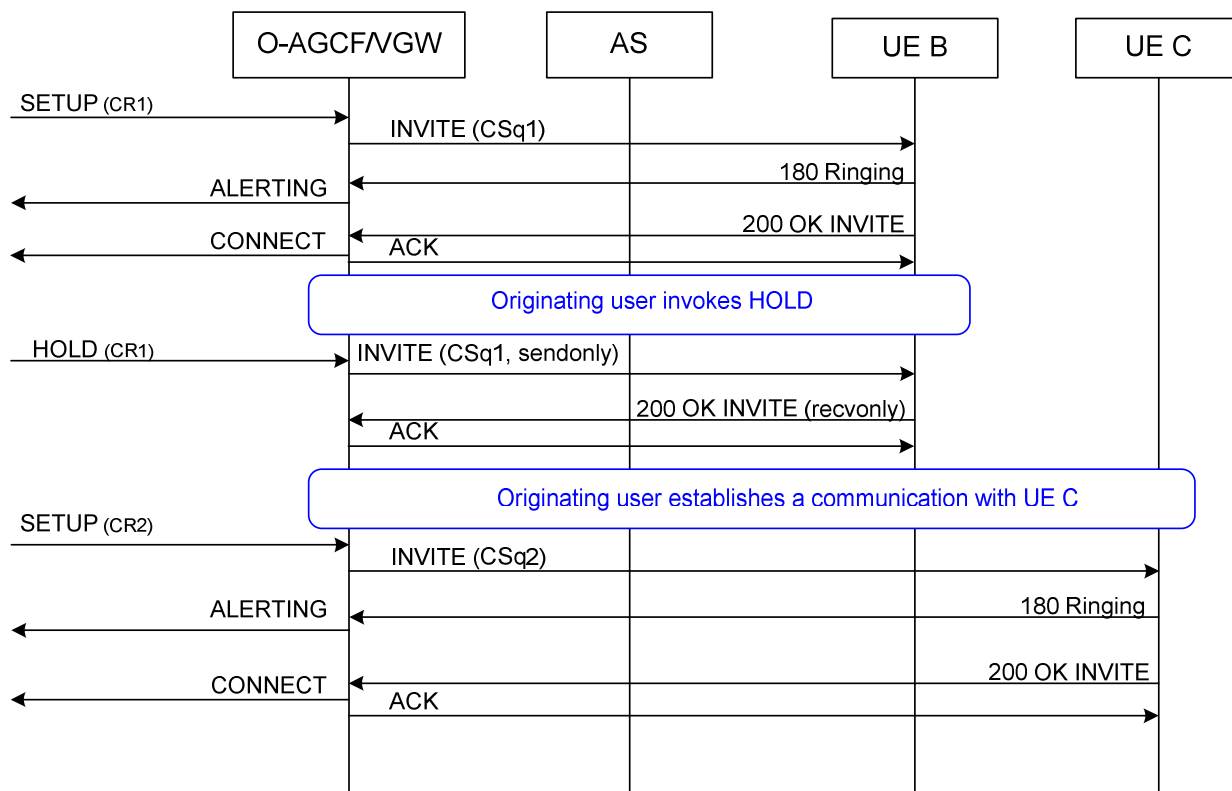 O-AGCF/VGW
AS
UE B
UE C
SETUP (CR1)
INVITE (CSq1)
180 Ringing
ALERTING
200 OK INVITE
CONNECT
ACK
Originating user invokes HOLD
HOLD (CR1)
INVITE (CSq1, sendonly)
200 OK INVITE (recvonly)
ACK
Originating user establishes a communication with UE C
SETUP (CR2)
INVITE (CSq2)
ALERTING
180 Ringing
200 OK INVITE
CONNECT
ACK